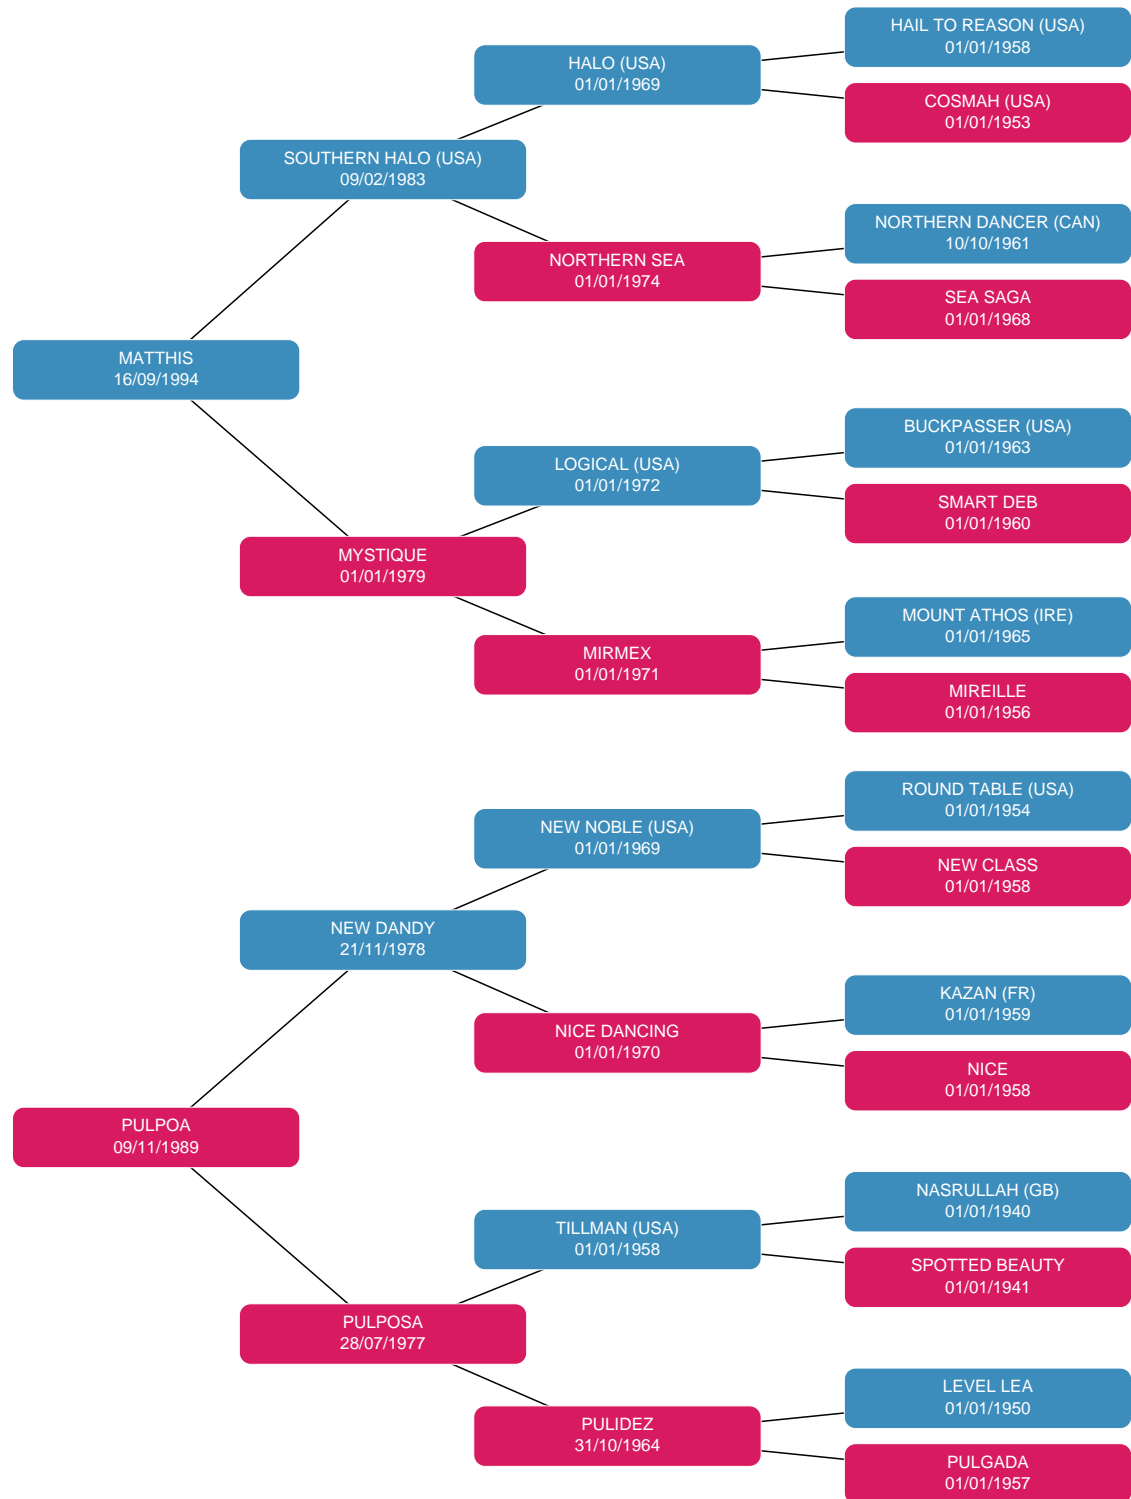 HAIL TO REASON (USA)
01/01/1958
HALO (USA)
01/01/1969
COSMAH (USA)
01/01/1953
SOUTHERN HALO (USA)
09/02/1983
NORTHERN DANCER (CAN)
10/10/1961
NORTHERN SEA
01/01/1974
SEA SAGA
01/01/1968
MATTHIS
16/09/1994
BUCKPASSER (USA)
01/01/1963
LOGICAL (USA)
01/01/1972
SMART DEB
01/01/1960
MYSTIQUE
01/01/1979
MOUNT ATHOS (IRE)
01/01/1965
MIRMEX
01/01/1971
MIREILLE
01/01/1956
ROUND TABLE (USA)
01/01/1954
NEW NOBLE (USA)
01/01/1969
NEW CLASS
01/01/1958
NEW DANDY
21/11/1978
KAZAN (FR)
01/01/1959
NICE DANCING
01/01/1970
NICE
01/01/1958
PULPOA
09/11/1989
NASRULLAH (GB)
01/01/1940
TILLMAN (USA)
01/01/1958
SPOTTED BEAUTY
01/01/1941
PULPOSA
28/07/1977
LEVEL LEA
01/01/1950
PULIDEZ
31/10/1964
PULGADA
01/01/1957